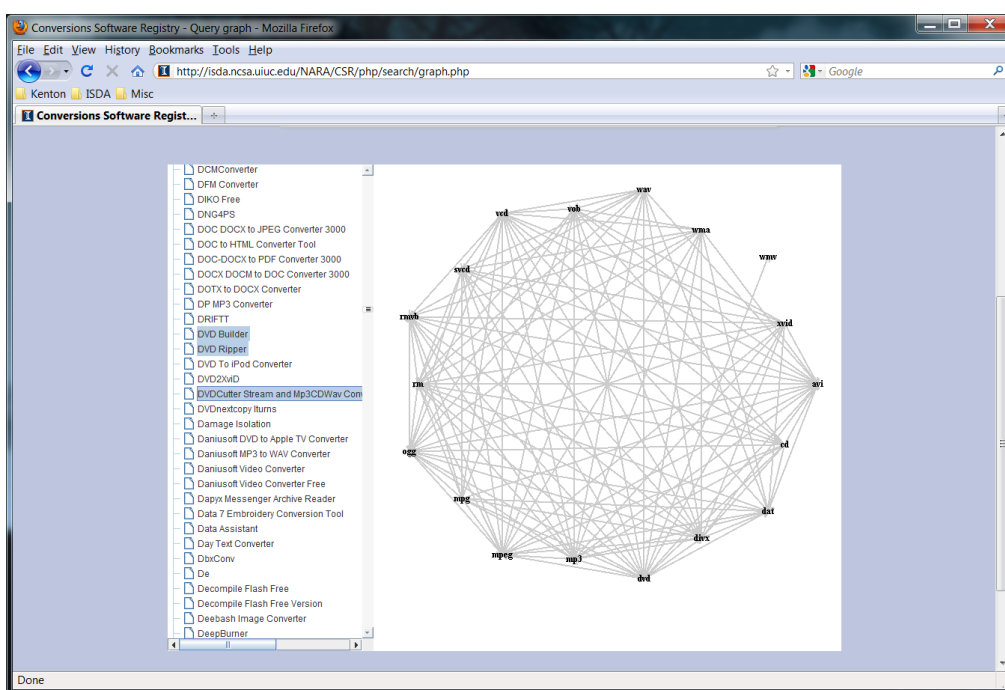 Conversions Software Registry - Query graph - Mozilla Firefox
File Edit View History Bookmarks Tools Help
http://isda.ncsa.uiuc.edu/NARA/CSR/php/search/graph.php
Google
Kenton ISDA Misc
Conversions Software Regist...
DCMConverter
DFM Converter
DIKO Free
DNG4PS
DOC DOCX to JPEG Converter 3000
DOC to HTML Converter Tool
DOC-DOCX to PDF Converter 3000
DOCX DOCM to DOC Converter 3000
DOTX to DOCX Converter
DP MP3 Converter
DRIFTT
DVD Builder
DVD Ripper
DVD To iPod Converter
DVD2XviD
DVDCutter Stream and Mp3CDWav Con
DVDnextcopy Iturns
Damage Isolation
Daniusoft DVD to Apple TV Converter
Daniusoft MP3 to WAV Converter
Daniusoft Video Converter
Daniusoft Video Converter Free
Dapyx Messenger Archive Reader
Data 7 Embroidery Conversion Tool
Data Assistant
Day Text Converter
DbxConv
De
Decompile Flash Free
Decompile Flash Free Version
Deebash Image Converter
DeepBurner
wav
vob
vcd
wma
wmv
svcd
rmvb
xvid
rm
avi
ogg
cd
mpg
dat
divx
mpeg
mp3
dvd
Done